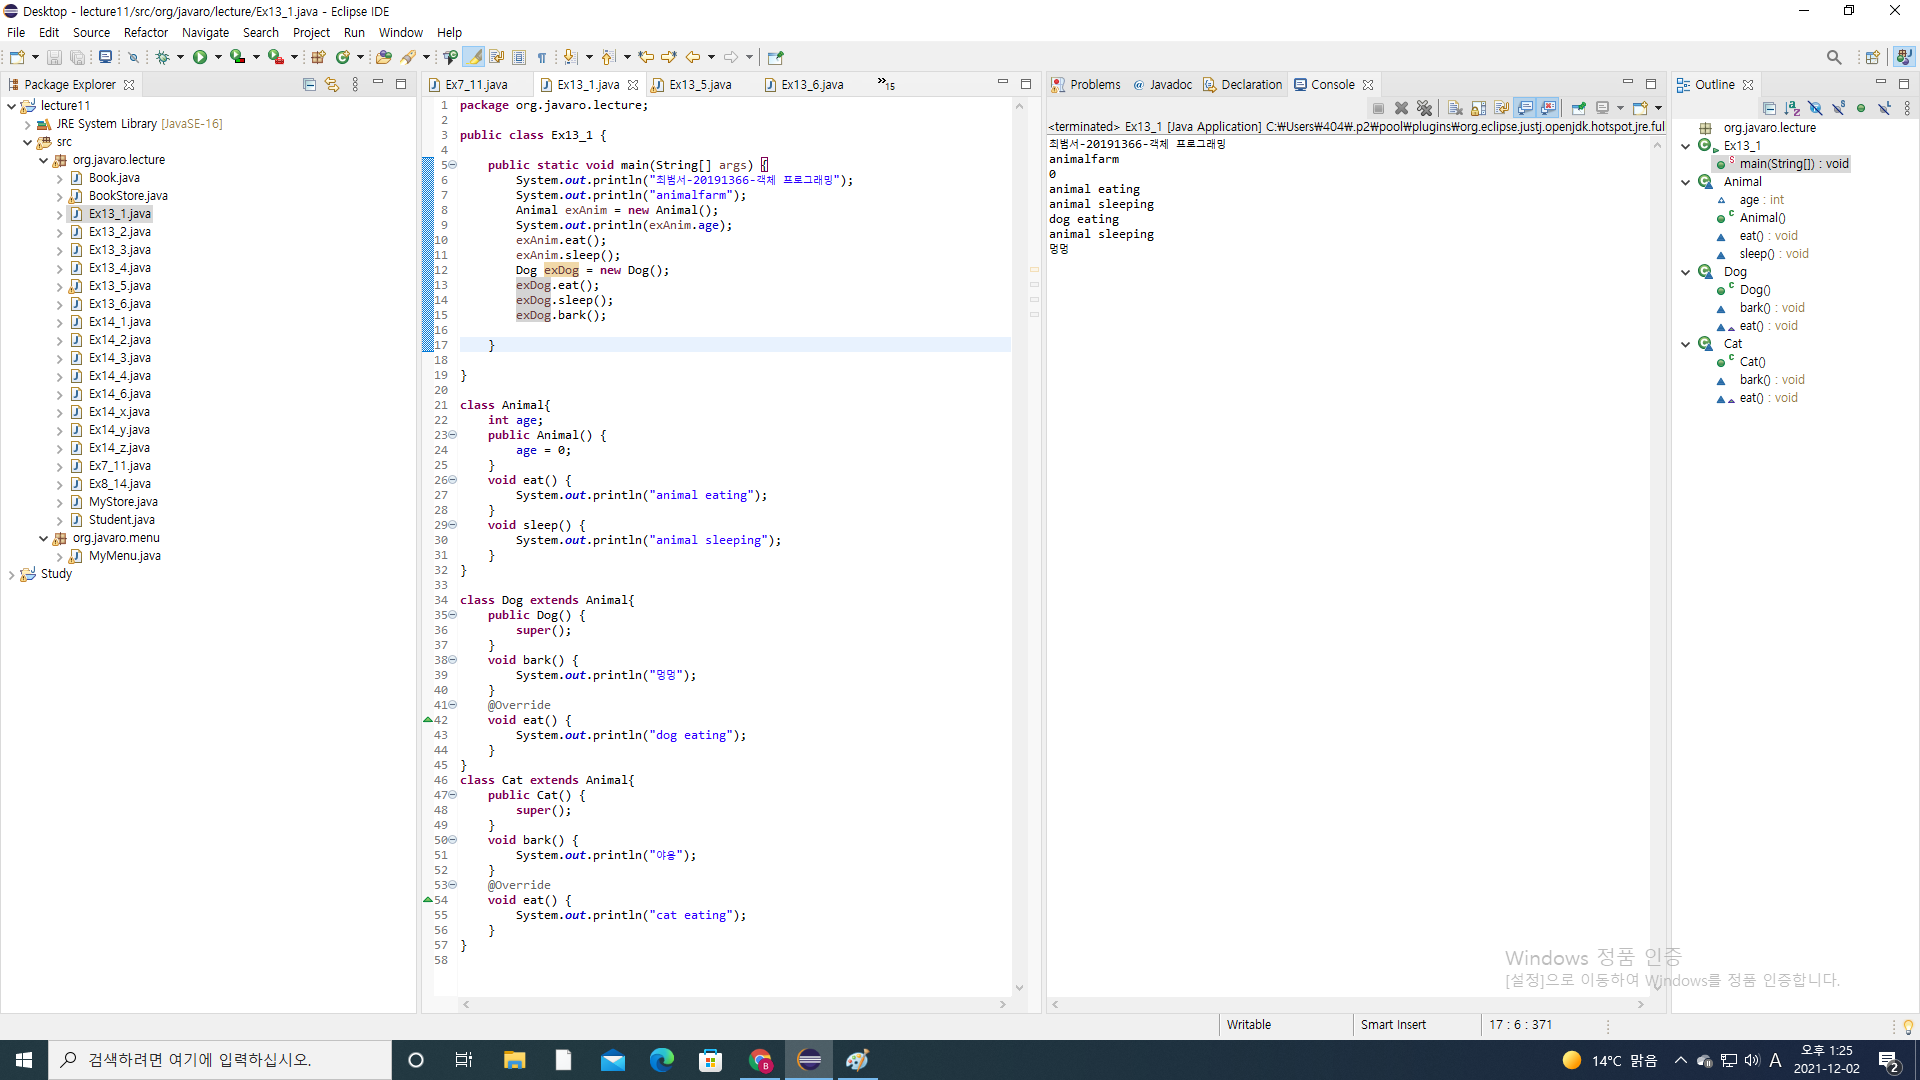 Desktop - lecture11/src/org/javaro/lecture/Ex13_1.java - Eclipse IDE
File Edit Source Refactor Navigate Search Project Run Window Help
Package Explorer
lecture11
JRE System Library [JavaSE-16]
src
org.javaro.lecture
Book.java
BookStore.java
Ex13_1.java
Ex13_2.java
Ex13_3.java
Ex13_4.java
Ex13_5.java
Ex13_6.java
Ex14_1.java
Ex14_2.java
Ex14_3.java
Ex14_4.java
Ex14_6.java
Ex14_x.java
Ex14_y.java
Ex14_z.java
Ex7_11.java
Ex8_14.java
MyStore.java
Student.java
org.javaro.menu
MyMenu.java
Study
Ex7_11.java Ex13_1.java Ex13_5.java Ex13_6.java »15
1 package org.javaro.lecture;
2
3 public class Ex13_1 {
4
5 public static void main(String[] args) {
6 System.out.println("최범서-20191366-객체 프로그래밍");
7 System.out.println("animalfarm");
8 Animal exAnim = new Animal();
9 System.out.println(exAnim.age);
10 exAnim.eat();
11 exAnim.sleep();
12 Dog exDog = new Dog();
13 exDog.eat();
14 exDog.sleep();
15 exDog.bark();
16
17 }
18
19 }
20
21 class Animal{
22 int age;
23 public Animal() {
24 age = 0;
25 }
26 void eat() {
27 System.out.println("animal eating");
28 }
29 void sleep() {
30 System.out.println("animal sleeping");
31 }
32 }
33
34 class Dog extends Animal{
35 public Dog() {
36 super();
37 }
38 void bark() {
39 System.out.println("멍멍");
40 }
41 @Override
42 void eat() {
43 System.out.println("dog eating");
44 }
45 }
46 class Cat extends Animal{
47 public Cat() {
48 super();
49 }
50 void bark() {
51 System.out.println("야옹");
52 }
53 @Override
54 void eat() {
55 System.out.println("cat eating");
56 }
57 }
58
Problems @ Javadoc Declaration Console
<terminated> Ex13_1 [Java Application] C:₩Users₩404₩.p2₩pool₩plugins₩org.eclipse.justj.openjdk.hotspot.jre.full
최범서-20191366-객체 프로그래밍
animalfarm
0
animal eating
animal sleeping
dog eating
animal sleeping
멍멍
Outline
org.javaro.lecture
Ex13_1
main(String[]) : void
Animal
age : int
Animal()
eat() : void
sleep() : void
Dog
Dog()
bark() : void
eat() : void
Cat
Cat()
bark() : void
eat() : void
Windows 정품 인증
[설정]으로 이동하여 Windows를 정품 인증합니다.
Writable Smart Insert 17 : 6 : 371
검색하려면 여기에 입력하십시오.
14°C 맑음 A 오후 1:25
2021-12-02
2